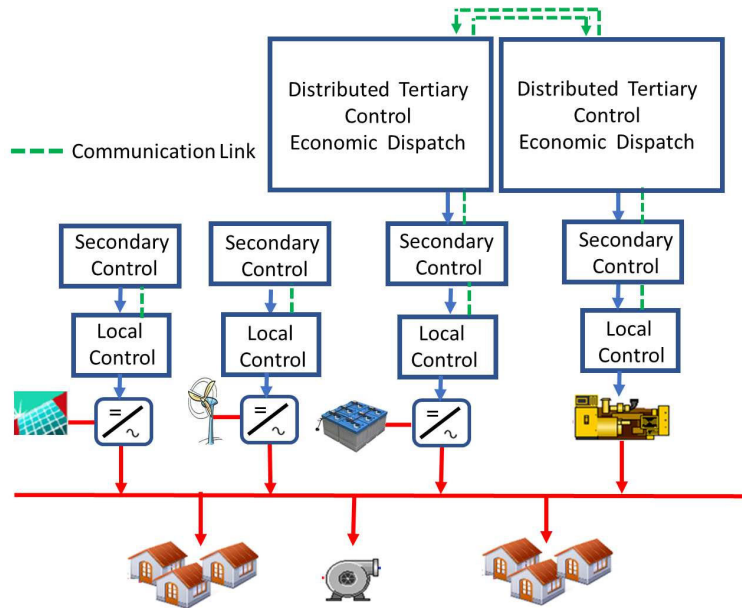 Distributed Tertiary
Control
Economic Dispatch
Distributed Tertiary
Control
Economic Dispatch
Communication Link
Secondary
Control
Secondary
Control
Secondary
Control
Secondary
Control
Local
Control
Local
Control
Local
Control
Local
Control
=
~
=
~
=
~